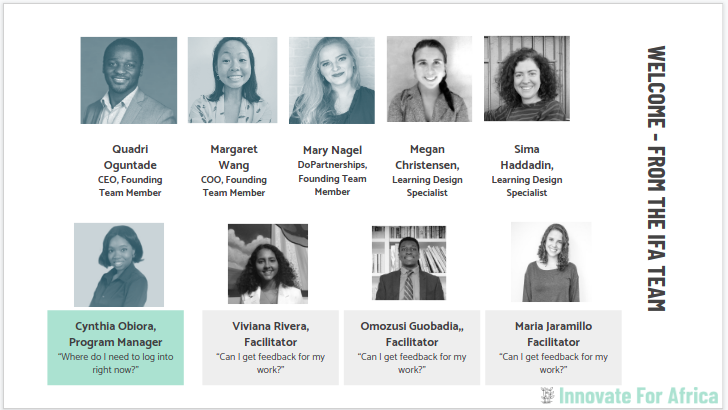 Quadri
Oguntade
CEO, Founding
Team Member
Margaret
Wang
COO, Founding
Team Member
Mary Nagel
DoPartnerships,
Founding Team
Member
Megan
Christensen,
Learning Design
Specialist
Sima
Haddadin,
Learning Design
Specialist
WELCOME - FROM THE IFA TEAM
Cynthia Obiora,
Program Manager
“Where do I need to log into
right now?”
Viviana Rivera,
Facilitator
“Can I get feedback for my
work?”
Omozusi Guobadia,,
Facilitator
“Can I get feedback for my
work?”
Maria Jaramillo
Facilitator
“Can I get feedback for my
work?”
Innovate For Africa